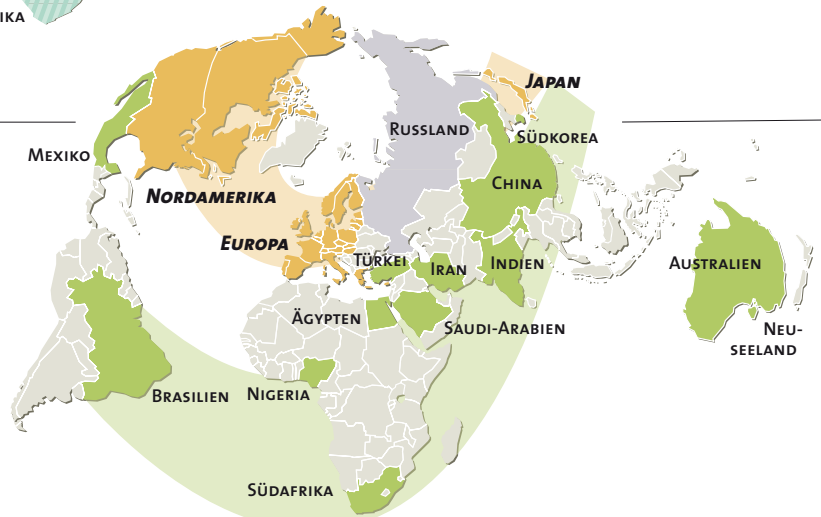 IKA
JAPAN
RUSSLAND
SÜDKOREA
MEXIKO
CHINA
NORDAMERIKA
EUROPA
TÜRKEI
IRAN
INDIEN
AUSTRALIEN
ÄGYPTEN
SAUDI-ARABIEN
NEU-
SEELAND
BRASILIEN
NIGERIA
SÜDAFRIKA